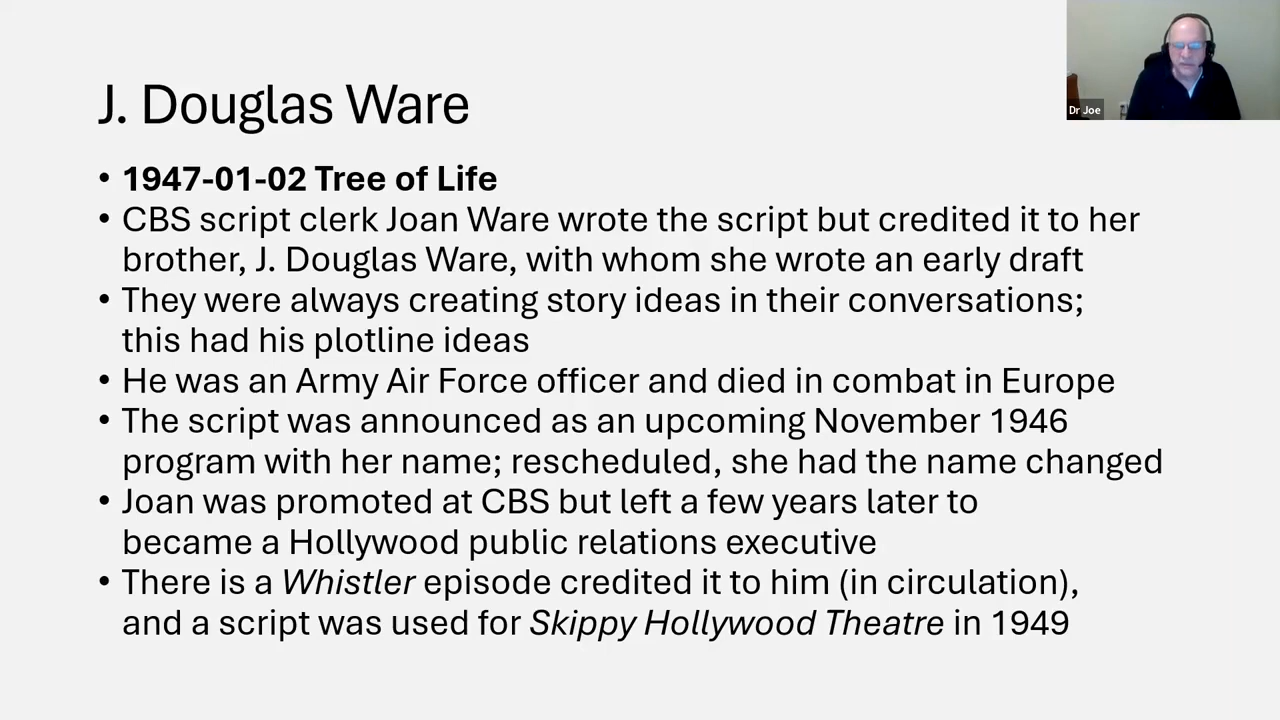 J. Douglas Ware
Dr Joe
• 1947-01-02 Tree of Life
• CBS script clerk Joan Ware wrote the script but credited it to her
brother, J. Douglas Ware, with whom she wrote an early draft
• They were always creating story ideas in their conversations;
this had his plotline ideas
• He was an Army Air Force officer and died in combat in Europe
• The script was announced as an upcoming November 1946
program with her name; rescheduled, she had the name changed
• Joan was promoted at CBS but left a few years later to
became a Hollywood public relations executive
• There is a Whistler episode credited it to him (in circulation),
and a script was used for Skippy Hollywood Theatre in 1949